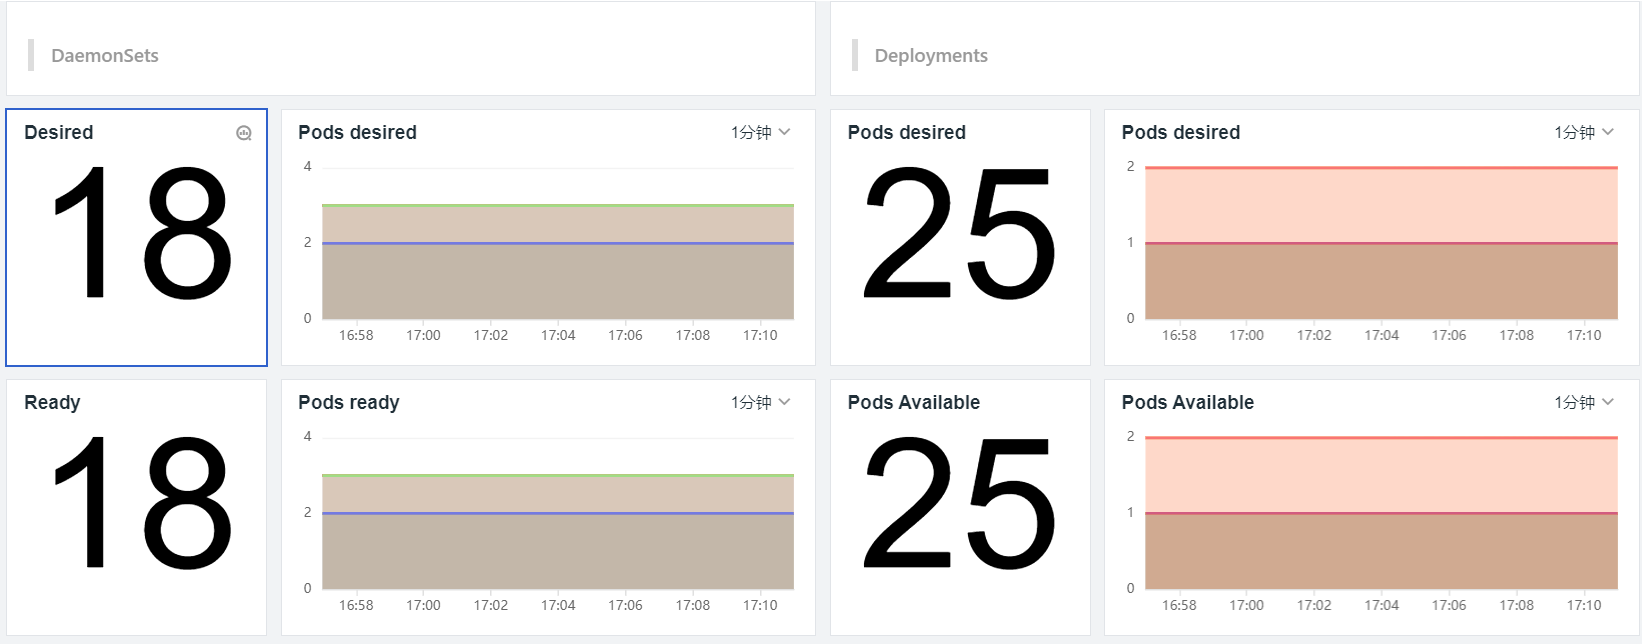 DaemonSets
Deployments
Desired
18
Pods desired
1分钟
4
2
0
16:58 17:00 17:02 17:04 17:06 17:08 17:10
Pods desired
25
Pods desired
1分钟
2
1
0
16:58 17:00 17:02 17:04 17:06 17:08 17:10
Ready
18
Pods ready
1分钟
4
2
0
16:58 17:00 17:02 17:04 17:06 17:08 17:10
Pods Available
25
Pods Available
1分钟
2
1
0
16:58 17:00 17:02 17:04 17:06 17:08 17:10